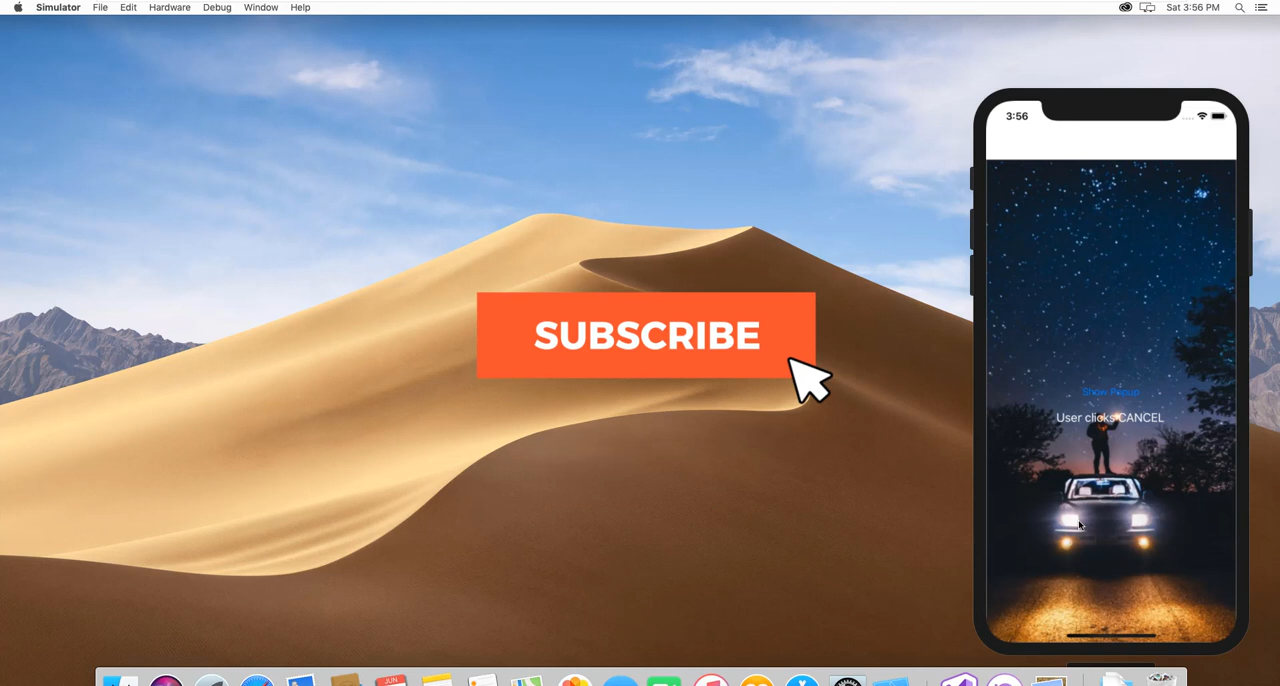 Simulator File Edit Hardware Debug Window Help Sat 3:56 PM
3:56
SUBSCRIBE
Show Popup
User clicks CANCEL
JUN